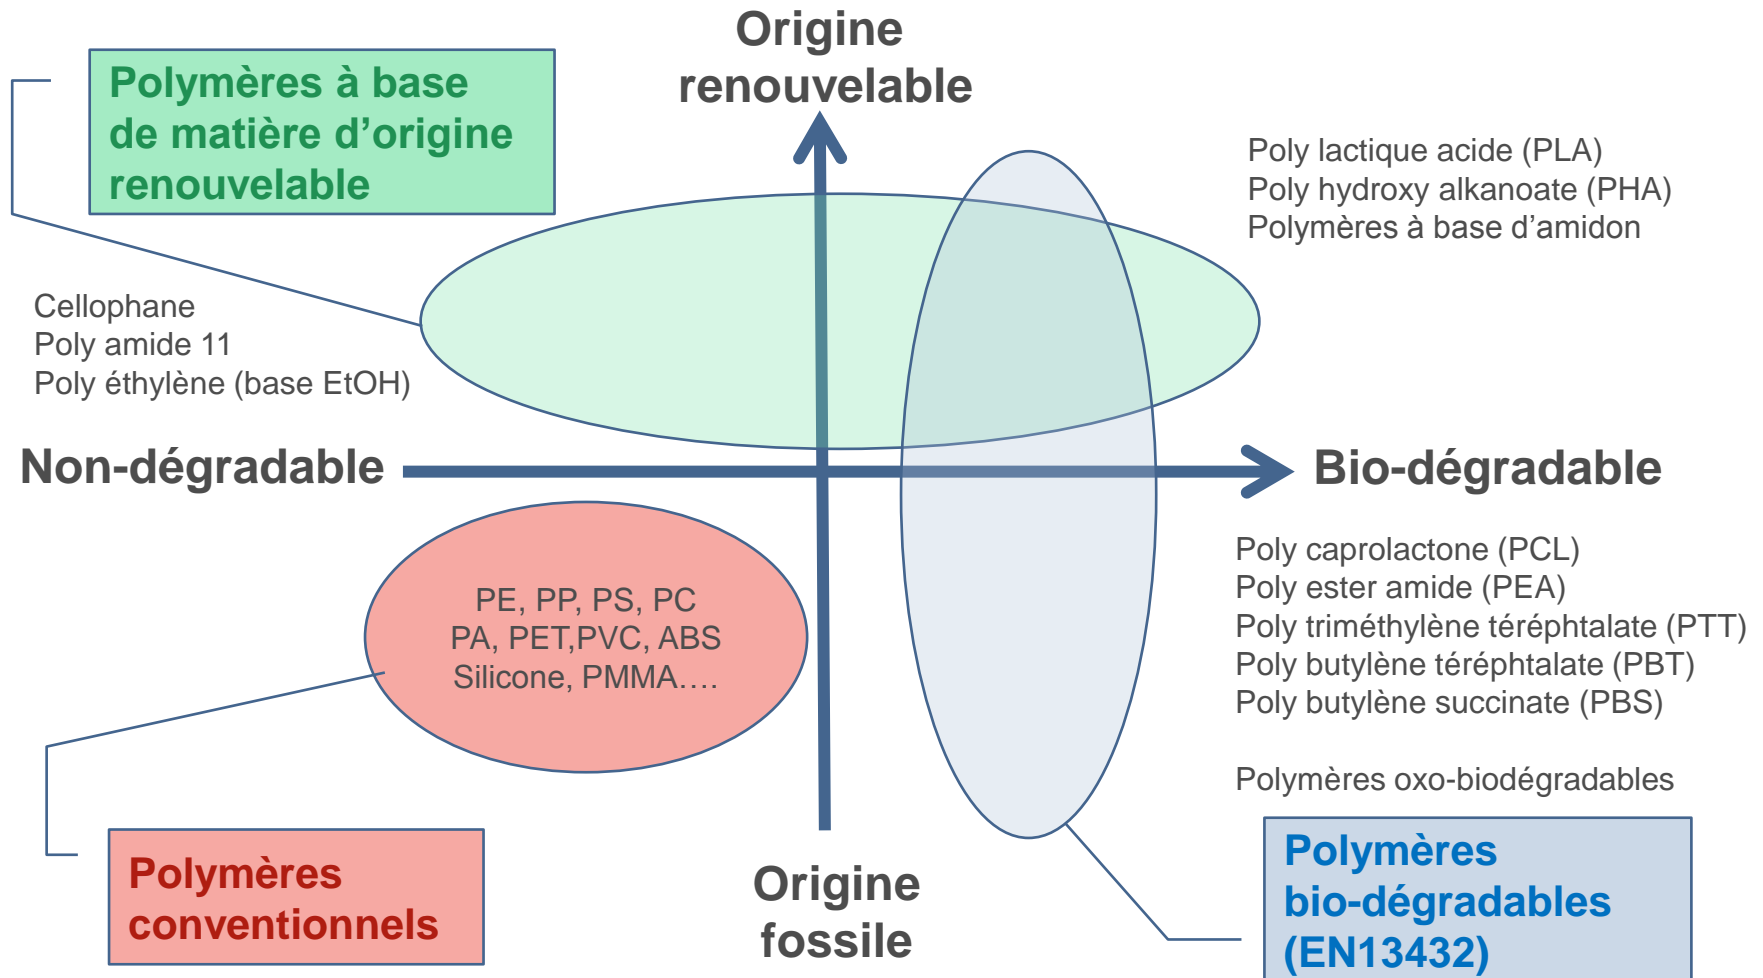 Origine
renouvelable
Polymères à base
de matière d’origine
renouvelable
Poly lactique acide (PLA)
Poly hydroxy alkanoate (PHA)
Polymères à base d’amidon
Cellophane
Poly amide 11
Poly éthylène (base EtOH)
Non-dégradable
Bio-dégradable
PE, PP, PS, PC
PA, PET,PVC, ABS
Silicone, PMMA….
Poly caprolactone (PCL)
Poly ester amide (PEA)
Poly triméthylène téréphtalate (PTT)
Poly butylène téréphtalate (PBT)
Poly butylène succinate (PBS)
Polymères oxo-biodégradables
Polymères
conventionnels
Origine
fossile
Polymères
bio-dégradables
(EN13432)